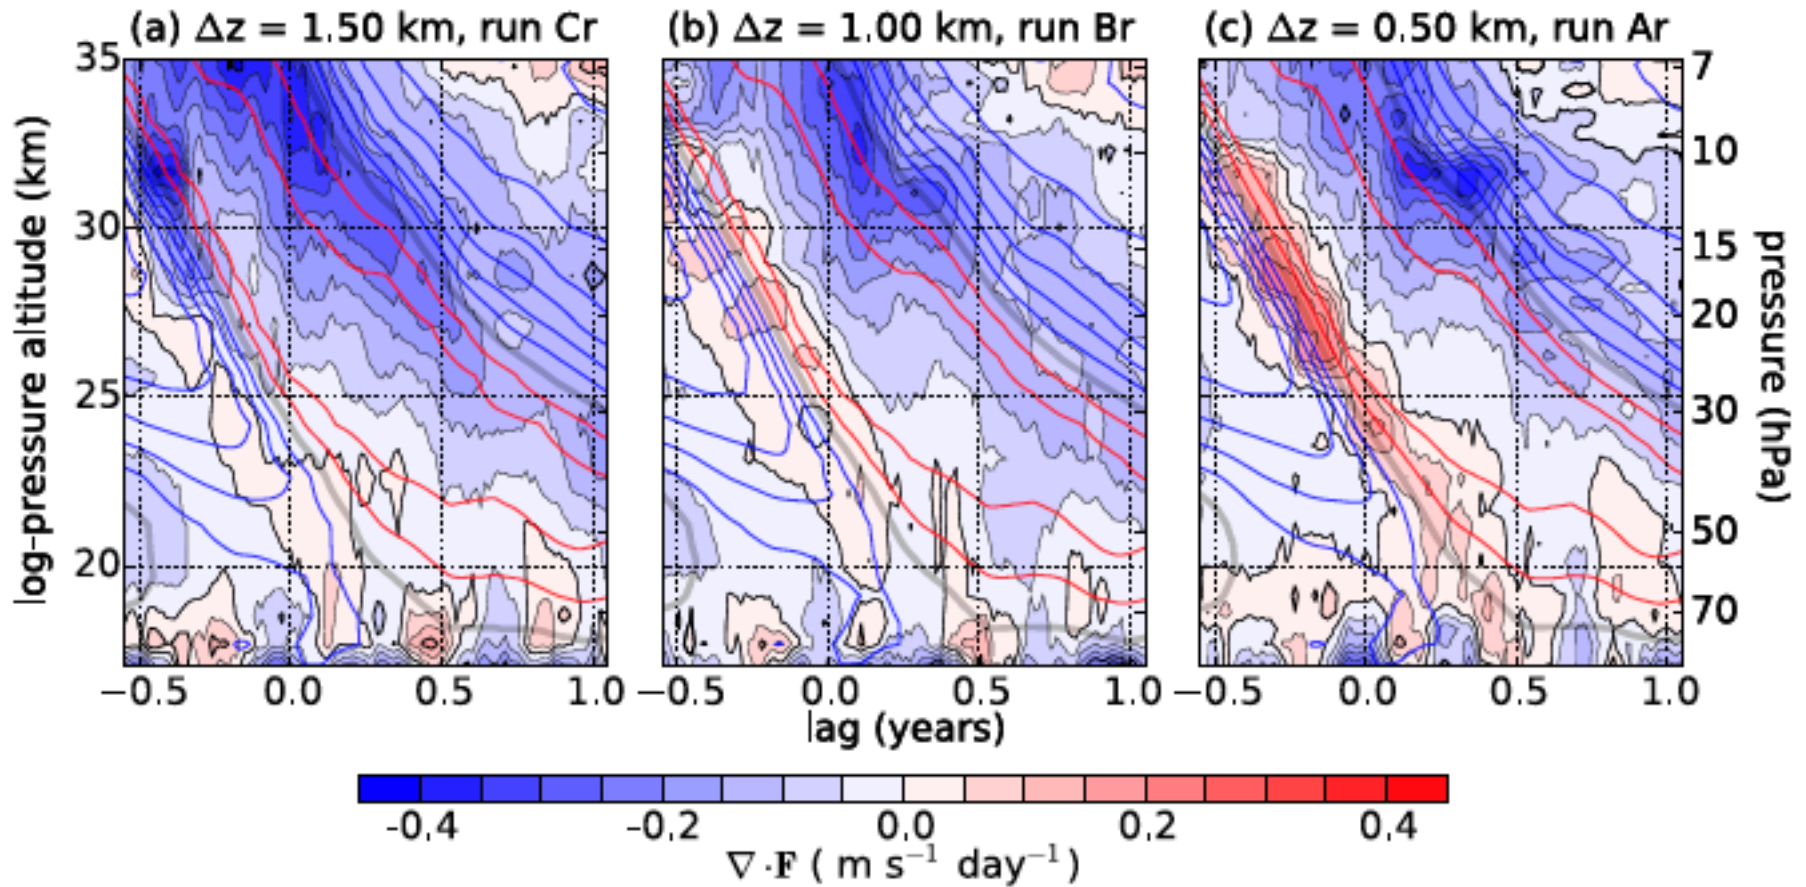 (a) Δz = 1.50 km, run Cr
(b) Δz = 1.00 km, run Br
(c) Δz = 0.50 km, run Ar
log-pressure altitude (km)
35
30
25
20
7
10
15
20
30
50
70
pressure (hPa)
−0.5 0.0 0.5 1.0
−0.5 0.0 0.5 1.0
−0.5 0.0 0.5 1.0
lag (years)
-0.4 -0.2 0.0 0.2 0.4
∇·F ( m s⁻¹ day⁻¹)